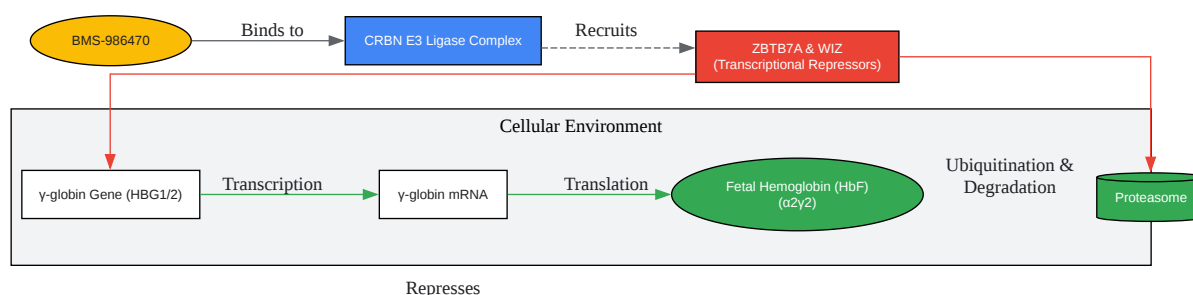 BMS-986470
Binds to
CRBN E3 Ligase Complex
Recruits
ZBTB7A & WIZ
(Transcriptional Repressors)
Cellular Environment
γ-globin Gene (HBG1/2)
Transcription
γ-globin mRNA
Translation
Fetal Hemoglobin (HbF)
(α2γ2)
Ubiquitination &
Degradation
Proteasome
Represses